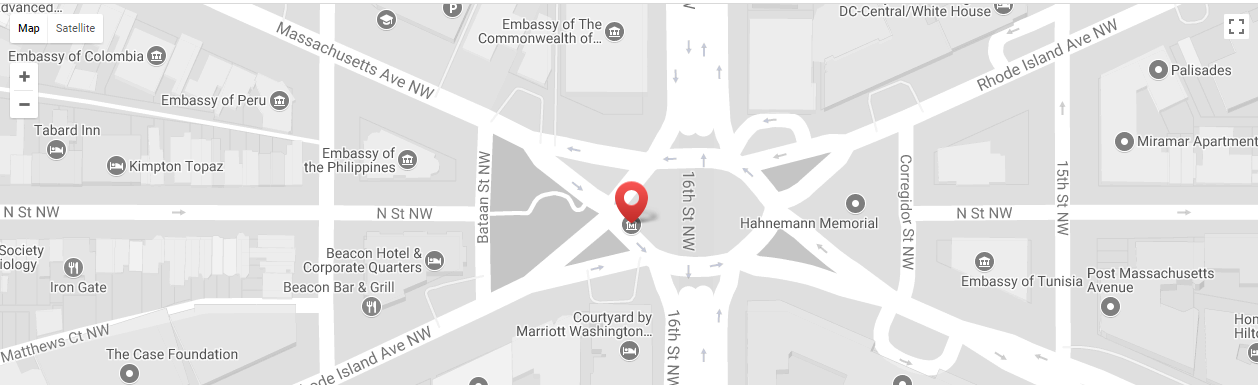 dvanced…
Map
Satellite
P
Embassy of The
Commonwealth of...
DC-Central/White House
Massachusetts Ave NW
Rhode Island Ave NW
Embassy of Colombia
+
−
Palisades
Embassy of Peru
Tabard Inn
Kimpton Topaz
Embassy of
the Philippines
Miramar Apartment
Bataan St NW
16th St NW
Corregidor St NW
15th St NW
N St NW
N St NW
Hahnemann Memorial
N St NW
Society
iology
Iron Gate
Beacon Hotel &
Corporate Quarters
Beacon Bar & Grill
Embassy of Tunisia
Post Massachusetts
Avenue
Matthews Ct NW
The Case Foundation
ode Island Ave NW
Courtyard by
Marriott Washington...
16th St NW
Hon
Hilto